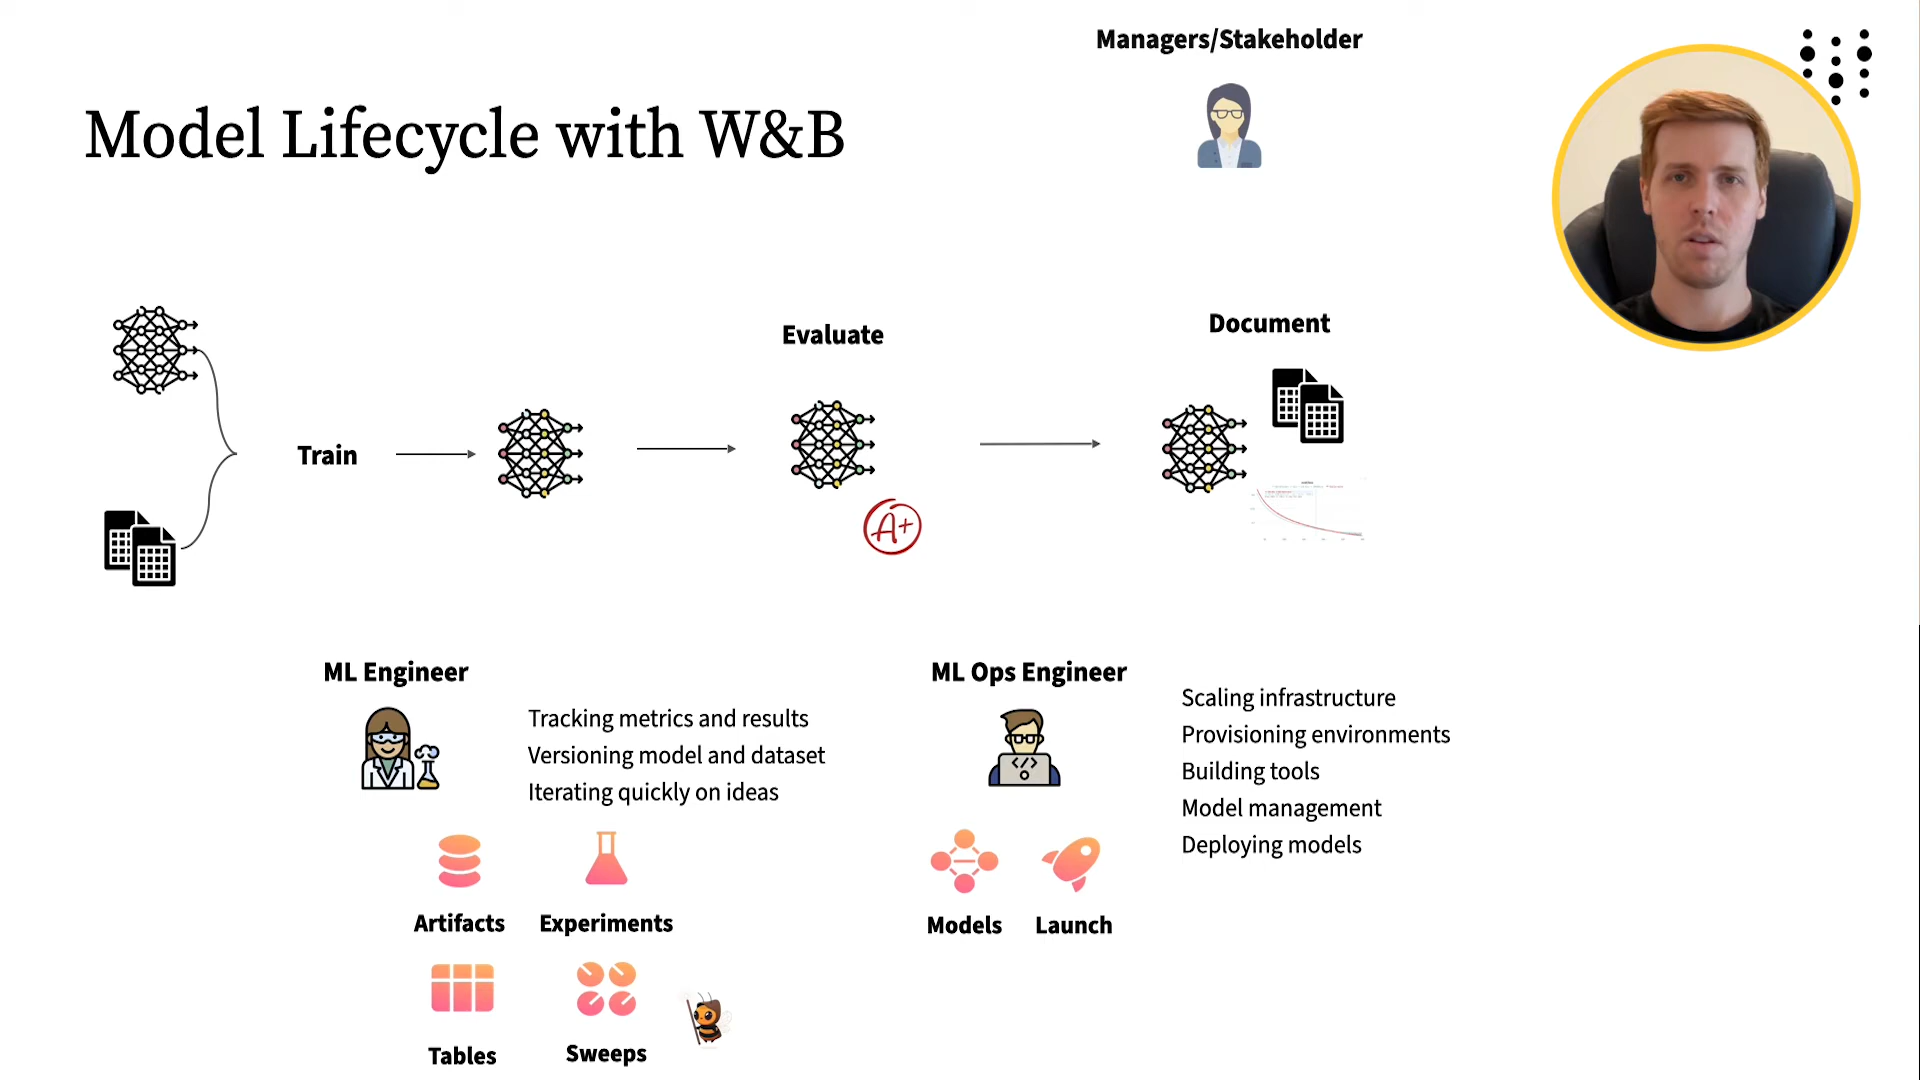 Managers/Stakeholder
Model Lifecycle with W&B
Evaluate
Document
Train
A+
ML Engineer
Tracking metrics and results
Versioning model and dataset
Iterating quickly on ideas
Artifacts
Experiments
Tables
Sweeps
ML Ops Engineer
</>
Scaling infrastructure
Provisioning environments
Building tools
Model management
Deploying models
Models
Launch